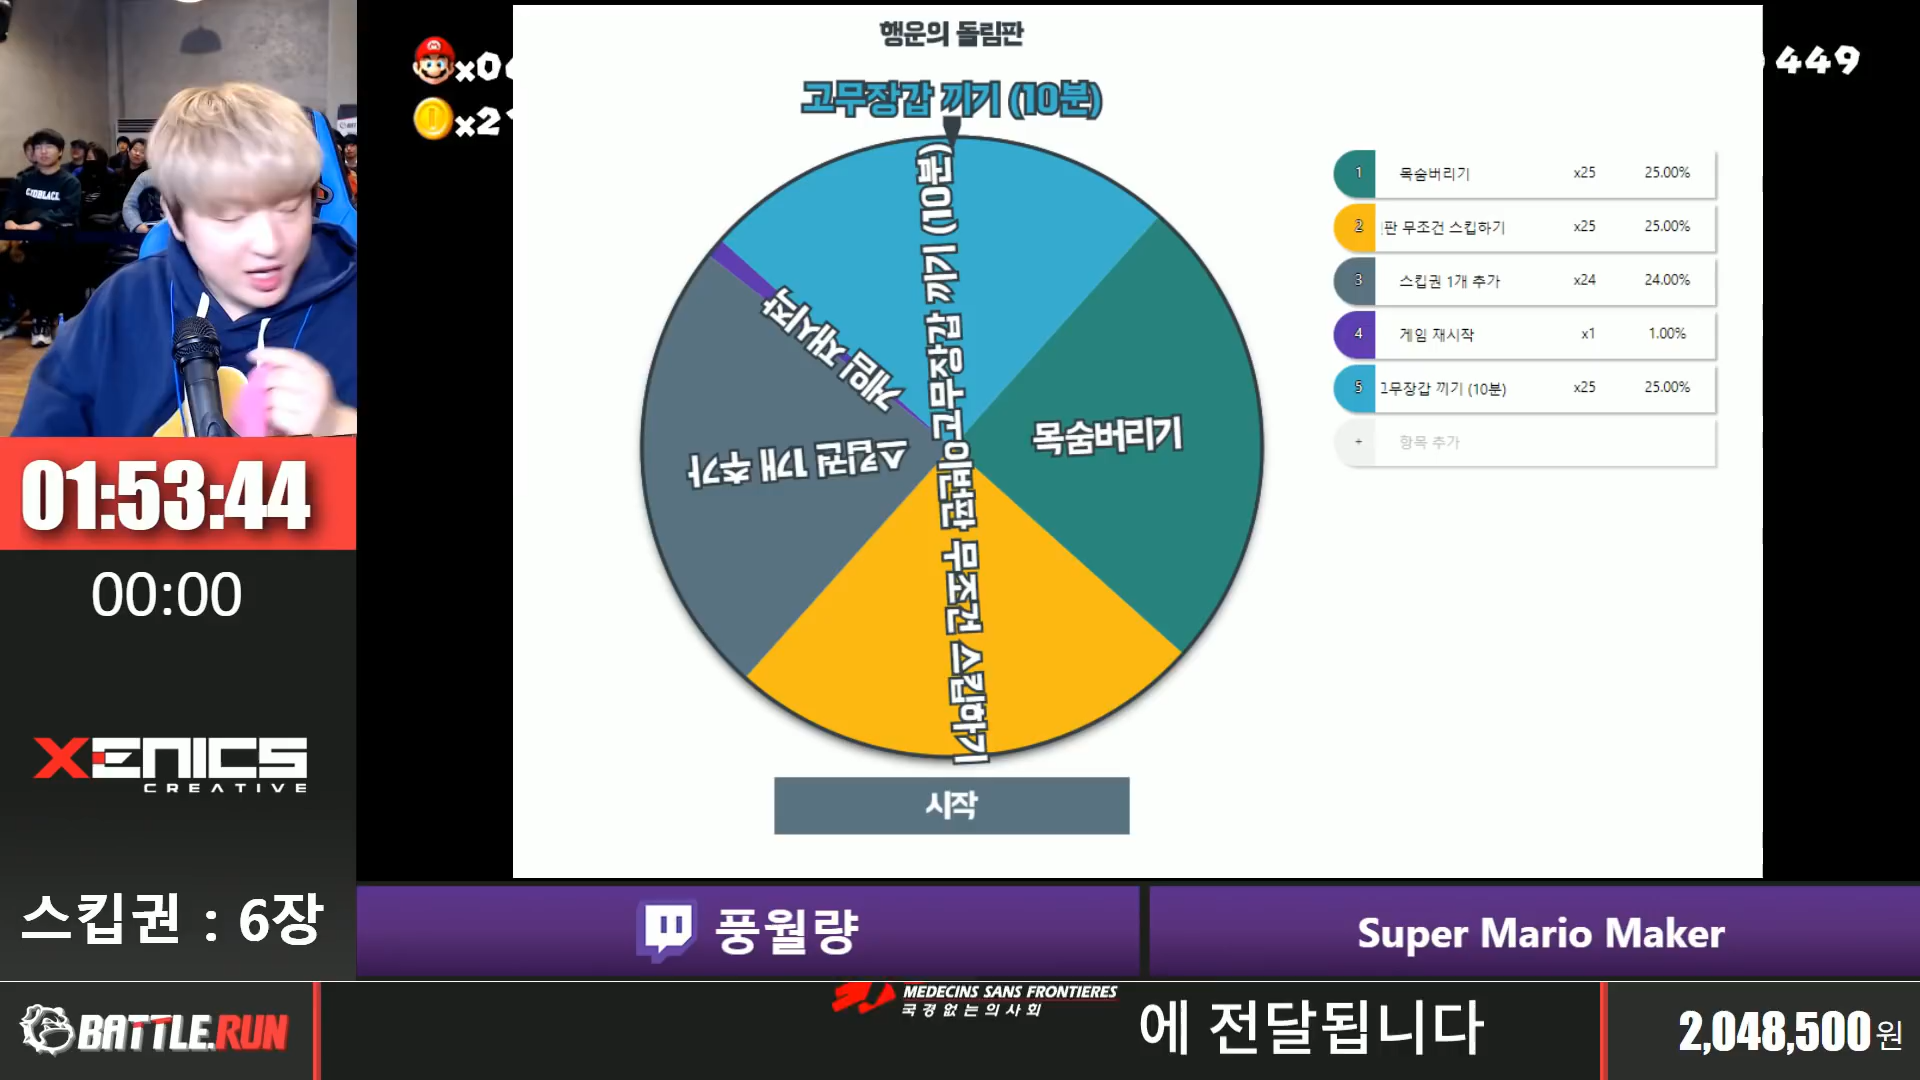 행운의 돌림판
x0
x2
449
고무장갑 끼기 (10분)
고무장갑 끼기 (10분)
목숨버리기
스킵권 1개 추가
게임 재시작
판 무조건 스킵하기
시작
1 목숨버리기 x25 25.00%
2 판 무조건 스킵하기 x25 25.00%
3 스킵권 1개 추가 x24 24.00%
4 게임 재시작 x1 1.00%
5 고무장갑 끼기 (10분) x25 25.00%
+ 항목 추가
01:53:44
00:00
XENICS
CREATIVE
스킵권 : 6장
풍월량
Super Mario Maker
BATTLE.RUN
MEDECINS SANS FRONTIERES
국경없는의사회
에 전달됩니다
2,048,500원